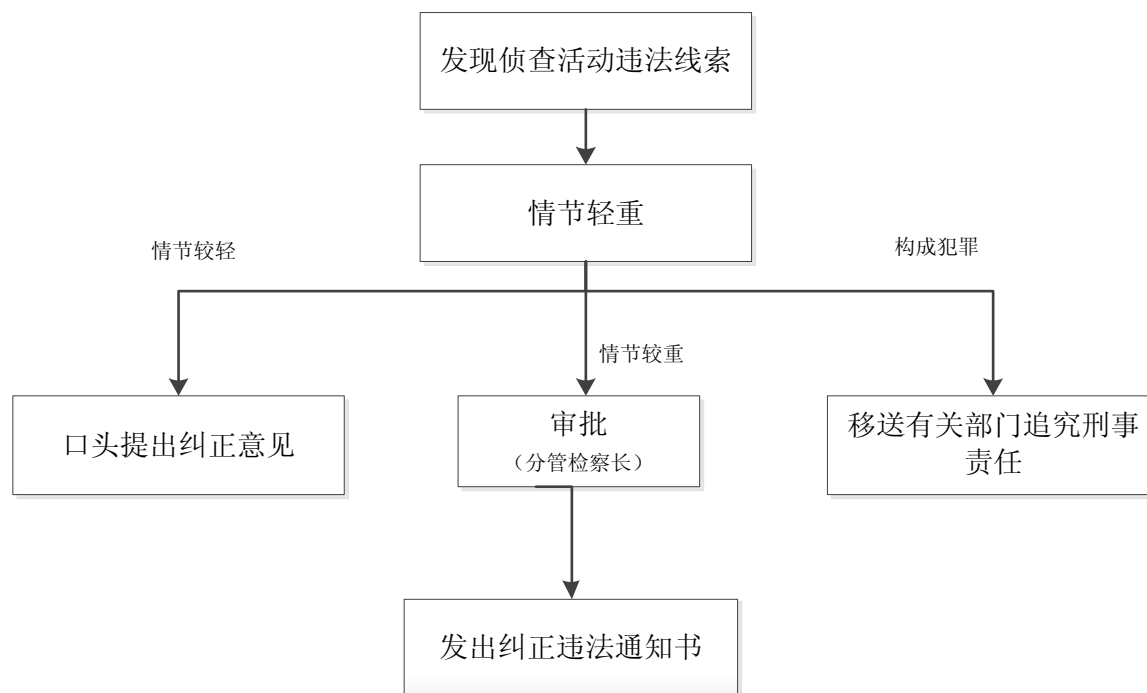 发现侦查活动违法线索
情节轻重
情节较轻
构成犯罪
情节较重
口头提出纠正意见
审批
（分管检察长）
移送有关部门追究刑事
责任
发出纠正违法通知书